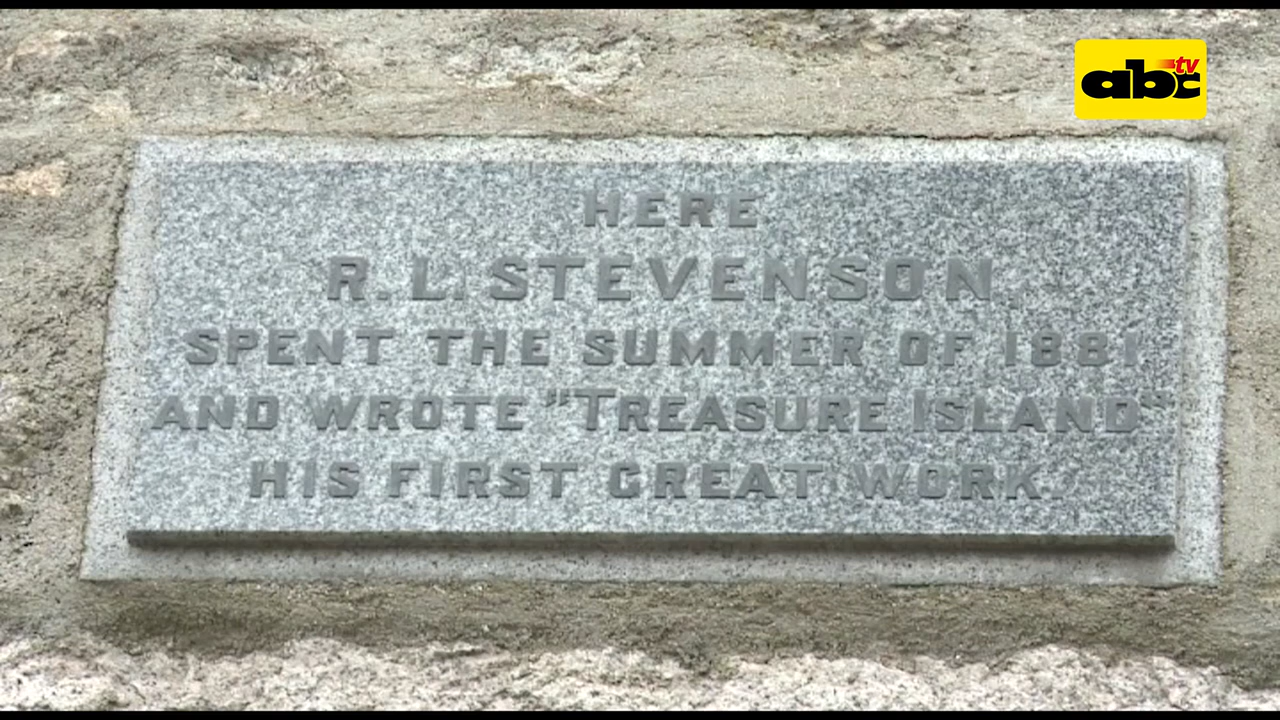 abc tv
HERE
R. L. STEVENSON
SPENT THE SUMMER OF 1881
AND WROTE "TREASURE ISLAND"
HIS FIRST GREAT WORK.